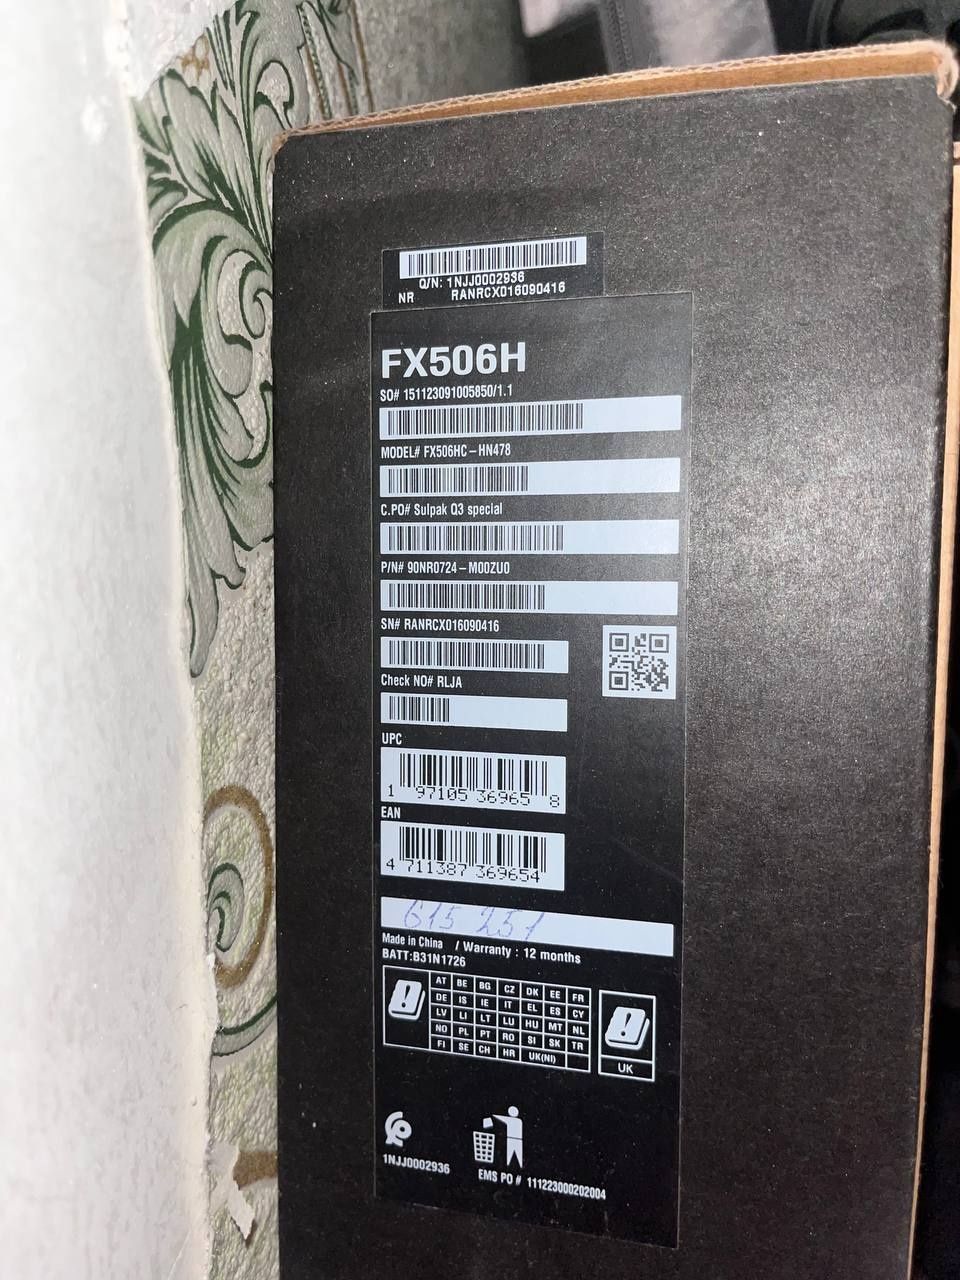 Q/N: 1NJJ0002936
NR RANRCX016090416
FX506H
SO# 151123091005850/1.1
MODEL# FX506HC-HN478
C.PO# Sulpak Q3 special
P/N# 90NR0724-M00ZU0
SN# RANRCX016090416
Check NO# RLJA
UPC
1 97105 36965 8
EAN
4 711387 369654
615 251
Made in China / Warranty : 12 months
BATT:B31N1726
AT BE BG CZ DK EE FR
DE IS IE IT EL ES CY
LV LI LT LU HU MT NL
NO PL PT RO SI SK TR
FI SE CH HR UK(NI)
UK
1NJJ0002936
EMS PO # 111223000202004